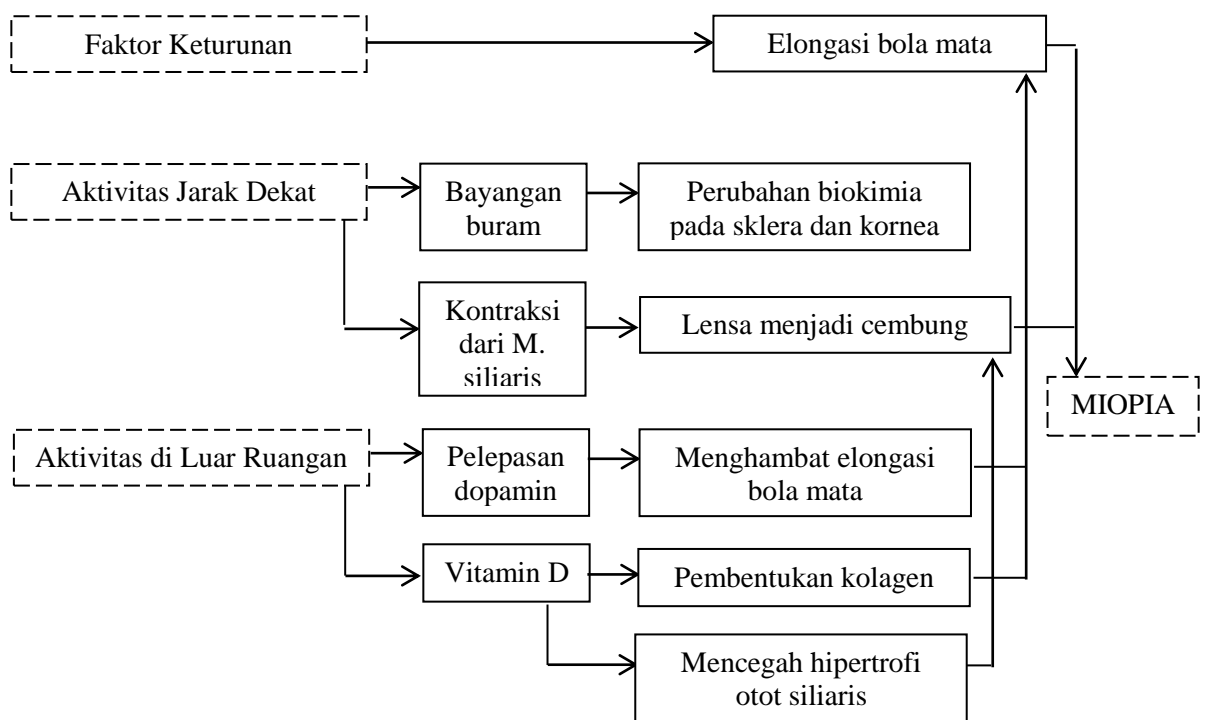 Faktor Keturunan
Elongasi bola mata
Aktivitas Jarak Dekat
Bayangan
buram
Perubahan biokimia
pada sklera dan kornea
Kontraksi
dari M.
siliaris
Lensa menjadi cembung
MIOPIA
Aktivitas di Luar Ruangan
Pelepasan
dopamin
Menghambat elongasi
bola mata
Vitamin D
Pembentukan kolagen
Mencegah hipertrofi
otot siliaris